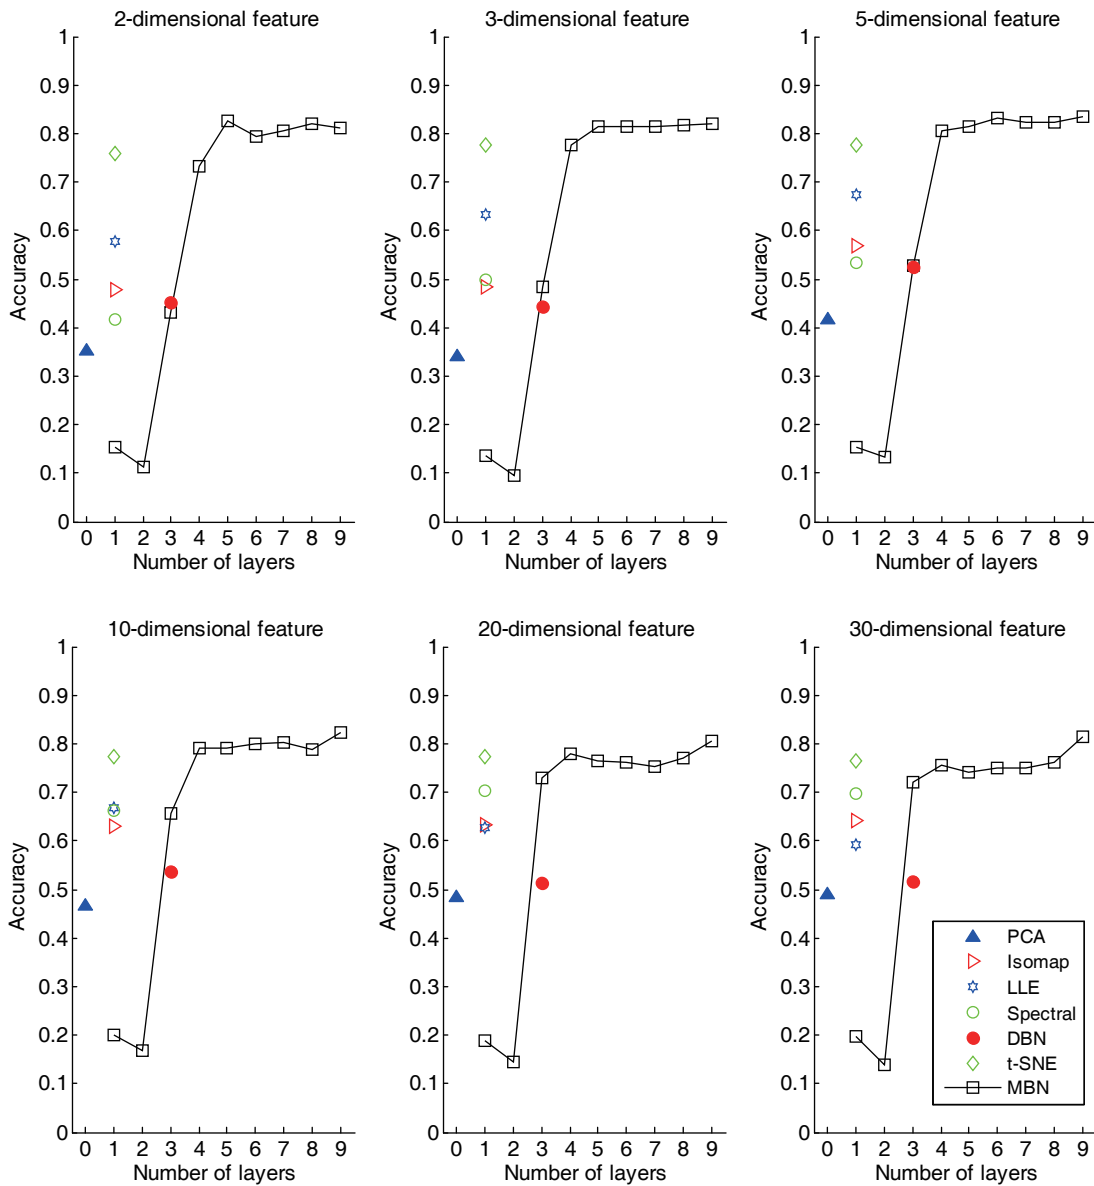 2-dimensional feature
1
0.9
0.8
0.7
0.6
0.5
0.4
0.3
0.2
0.1
0
Accuracy
0 1 2 3 4 5 6 7 8 9
Number of layers
3-dimensional feature
1
0.9
0.8
0.7
0.6
0.5
0.4
0.3
0.2
0.1
0
Accuracy
0 1 2 3 4 5 6 7 8 9
Number of layers
5-dimensional feature
1
0.9
0.8
0.7
0.6
0.5
0.4
0.3
0.2
0.1
0
Accuracy
0 1 2 3 4 5 6 7 8 9
Number of layers
10-dimensional feature
1
0.9
0.8
0.7
0.6
0.5
0.4
0.3
0.2
0.1
0
Accuracy
0 1 2 3 4 5 6 7 8 9
Number of layers
20-dimensional feature
1
0.9
0.8
0.7
0.6
0.5
0.4
0.3
0.2
0.1
0
Accuracy
0 1 2 3 4 5 6 7 8 9
Number of layers
30-dimensional feature
1
0.9
0.8
0.7
0.6
0.5
0.4
0.3
0.2
0.1
0
Accuracy
0 1 2 3 4 5 6 7 8 9
Number of layers
PCA
Isomap
LLE
Spectral
DBN
t-SNE
MBN